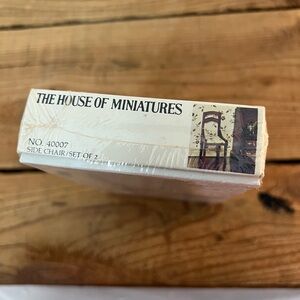 THE HOUSE OF MINIATURES
NO. 40007
SIDE CHAIR/SET OF 2